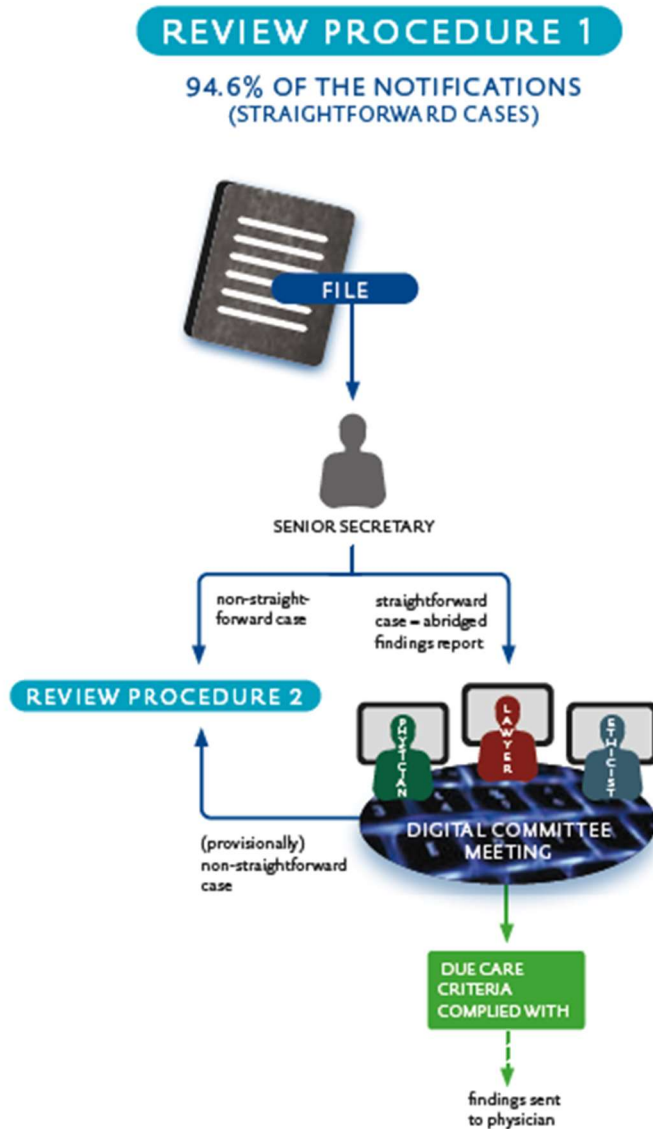 REVIEW PROCEDURE 1
94.6% OF THE NOTIFICATIONS
(STRAIGHTFORWARD CASES)
FILE
SENIOR SECRETARY
non-straight-
forward case
straightforward
case = abridged
findings report
REVIEW PROCEDURE 2
PHYSICIAN
LAWYER
ETHICIST
DIGITAL COMMITTEE
MEETING
(provisionally)
non-straightforward
case
DUE CARE
CRITERIA
COMPLIED WITH
findings sent
to physician